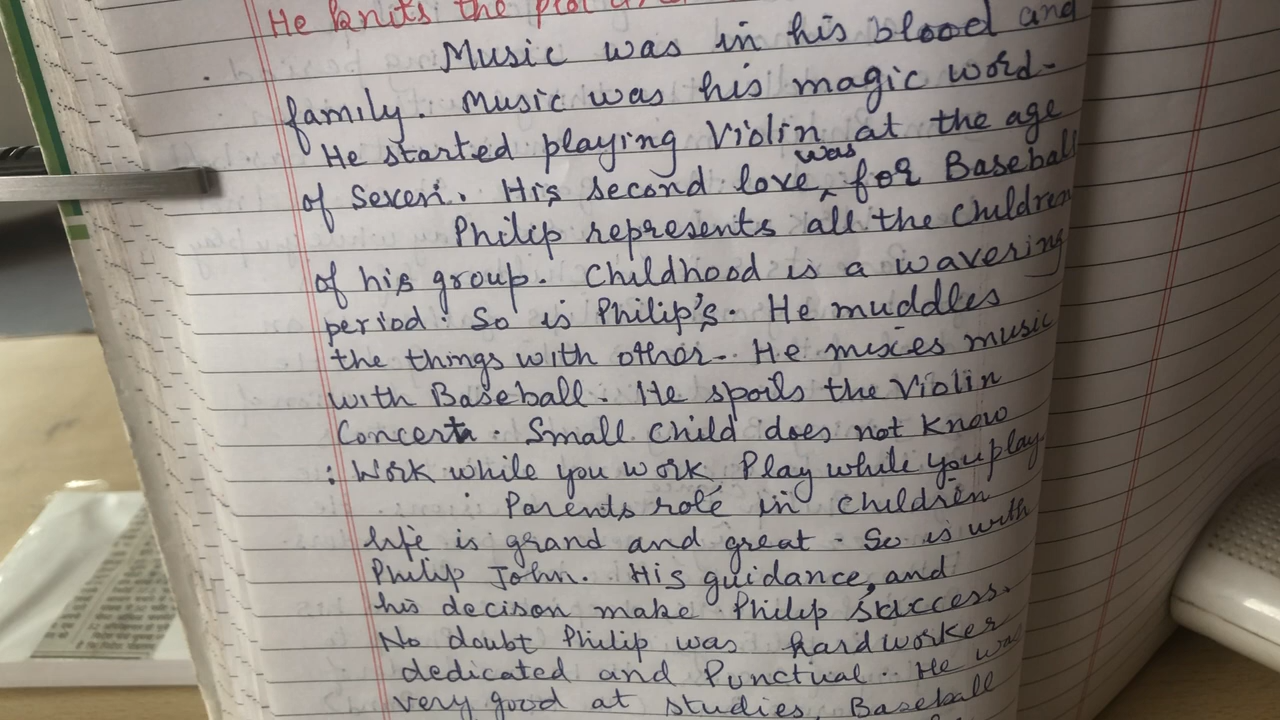 He knits the plot
Music was in his blood and
family. Music was his magic word.
He started playing Violin at the age
of Seven. His second love was for Baseball
Philip represents all the Children
of his group. Childhood is a wavering
period. So is Philip's. He muddles
the things with other. He mixes music
with Baseball. He spoils the Violin
Concert. Small child does not know
: Work while you work, Play while you play.
Parents role in children
life is grand and great. So is with
Philip John. His guidance, and
his decison make Philip success.
No doubt Philip was hardworker
dedicated and Punctual. He was
very good at studies, Baseball